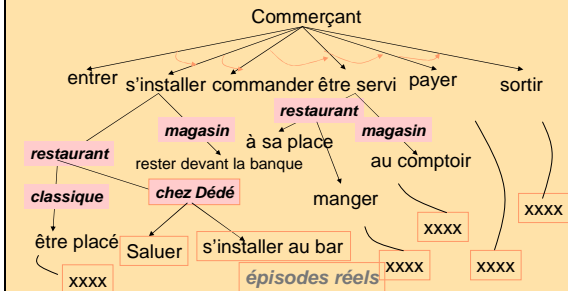 Commerçant
entrer s'installer commander être servi payer sortir
restaurant
magasin
à sa place
magasin
restaurant
rester devant la banque
au comptoir
classique
chez Dédé
manger
être placé
Saluer
s'installer au bar
xxxx
xxxx
xxxx
épisodes réels
xxxx
xxxx